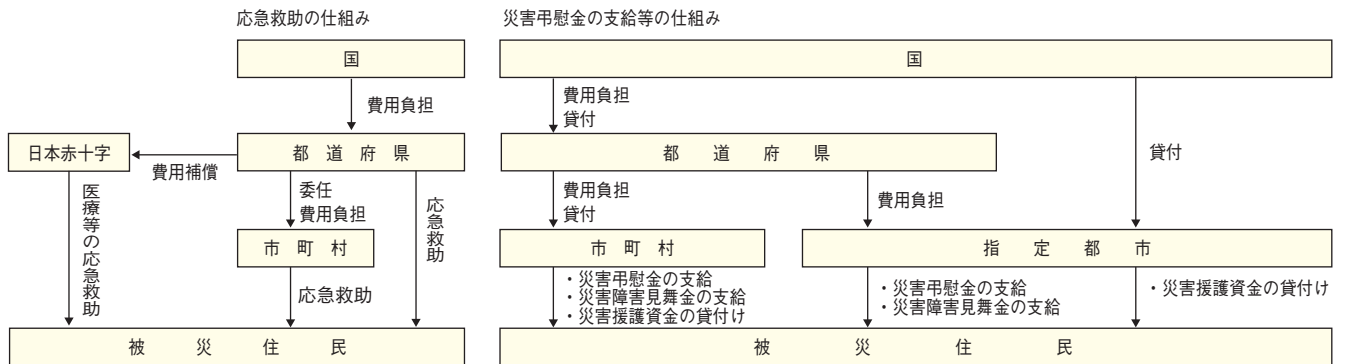 応急救助の仕組み
国
費用負担
日本赤十字
費用補償
都道府県
医療等の応急救助
委任
費用負担
応急救助
市町村
応急救助
被災住民
災害弔慰金の支給等の仕組み
国
費用負担
貸付
都道府県
貸付
費用負担
貸付
費用負担
市町村
指定都市
・災害弔慰金の支給
・災害障害見舞金の支給
・災害援護資金の貸付け
・災害弔慰金の支給
・災害障害見舞金の支給
・災害援護資金の貸付け
被災住民